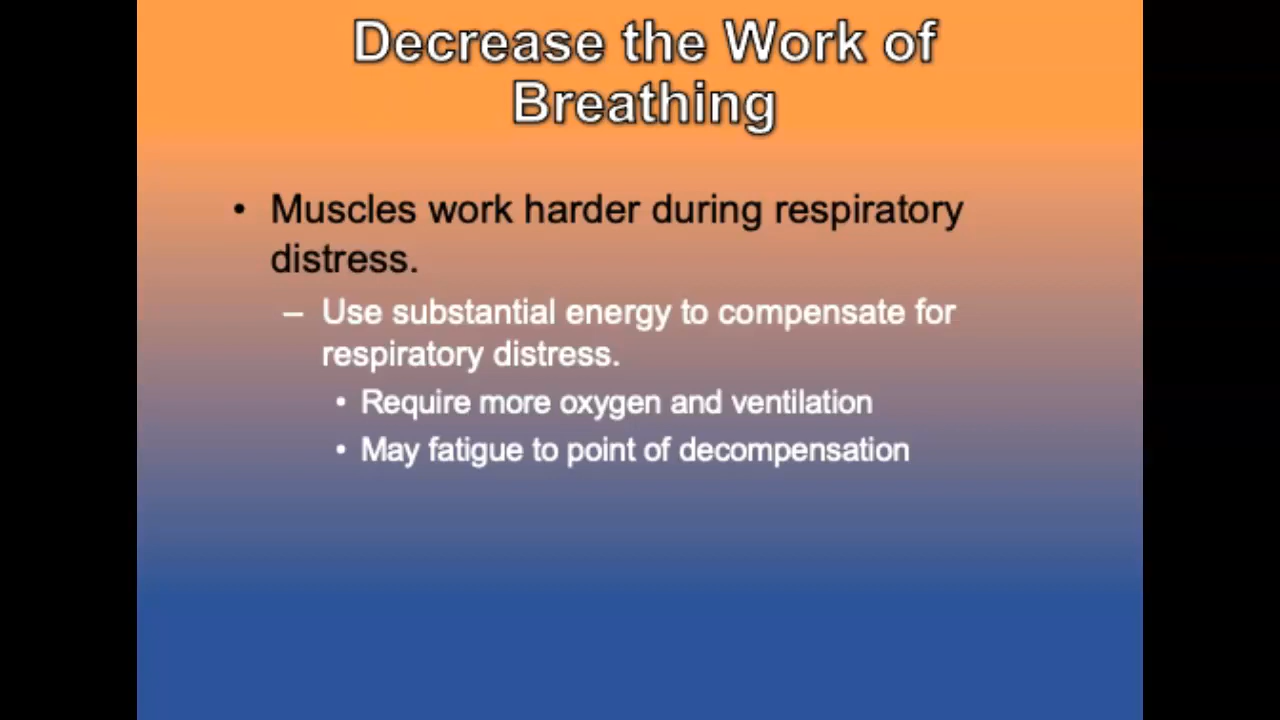 Decrease the Work of
Breathing
• Muscles work harder during respiratory
distress.
– Use substantial energy to compensate for
respiratory distress.
• Require more oxygen and ventilation
• May fatigue to point of decompensation